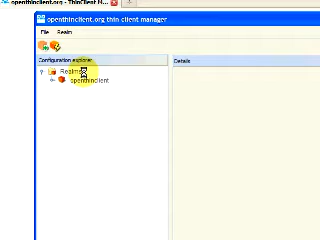 openthinclient.org - ThinClient M...
openthinclient.org thin client manager
File Realm
Configuration explorer
Details
Realms
openthinclient